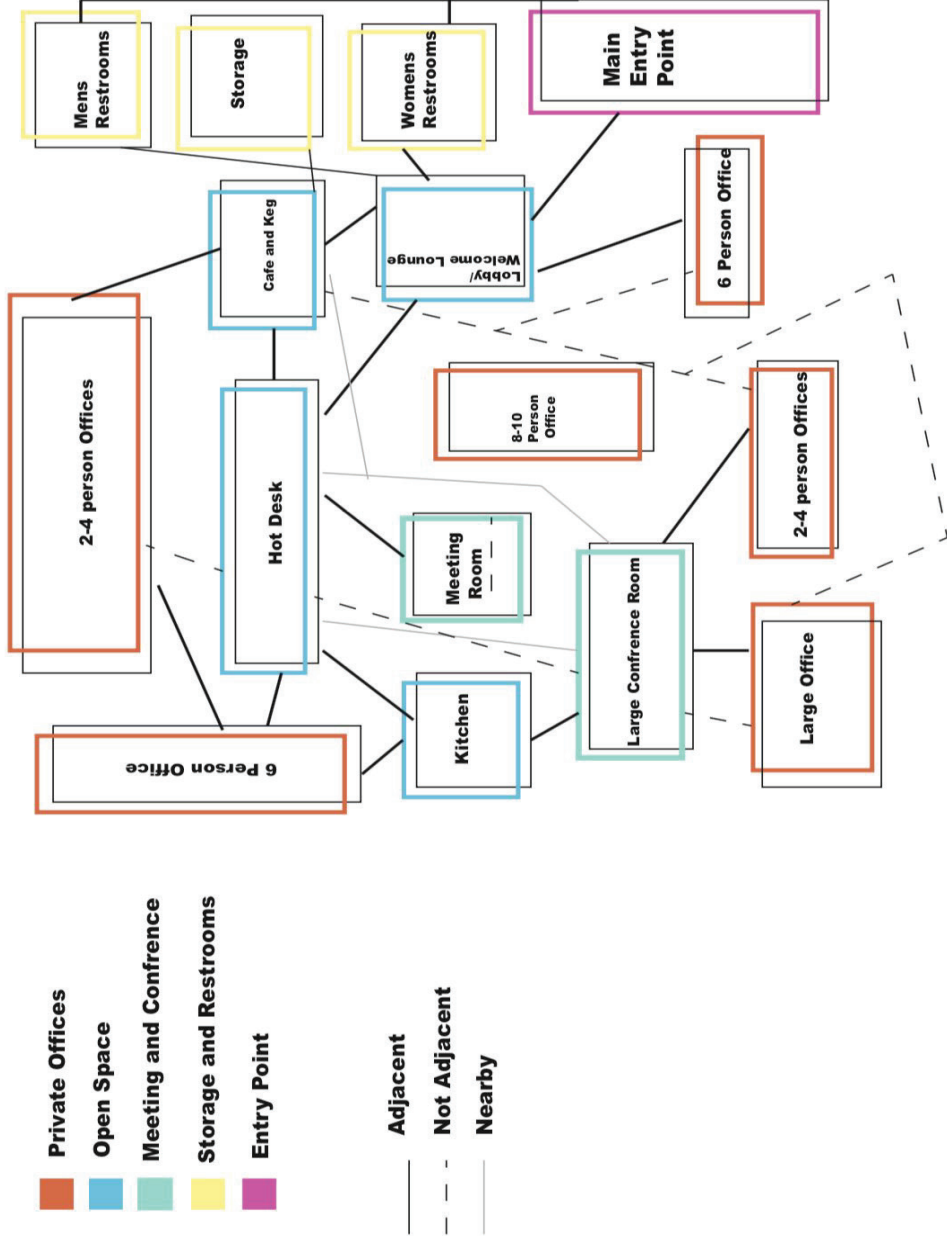 Private Offices
Open Space
Meeting and Confrence
Storage and Restrooms
Entry Point
Adjacent
Not Adjacent
Nearby
2-4 person Offices
6 Person Office
Hot Desk
Cafe and Keg
Mens
Restrooms
Storage
Womens
Restrooms
Main
Entry
Point
Lobby/
Welcome Lounge
Kitchen
Meeting
Room
8-10
Person
Office
6 Person Office
Large Confrence Room
Large Office
2-4 person Offices